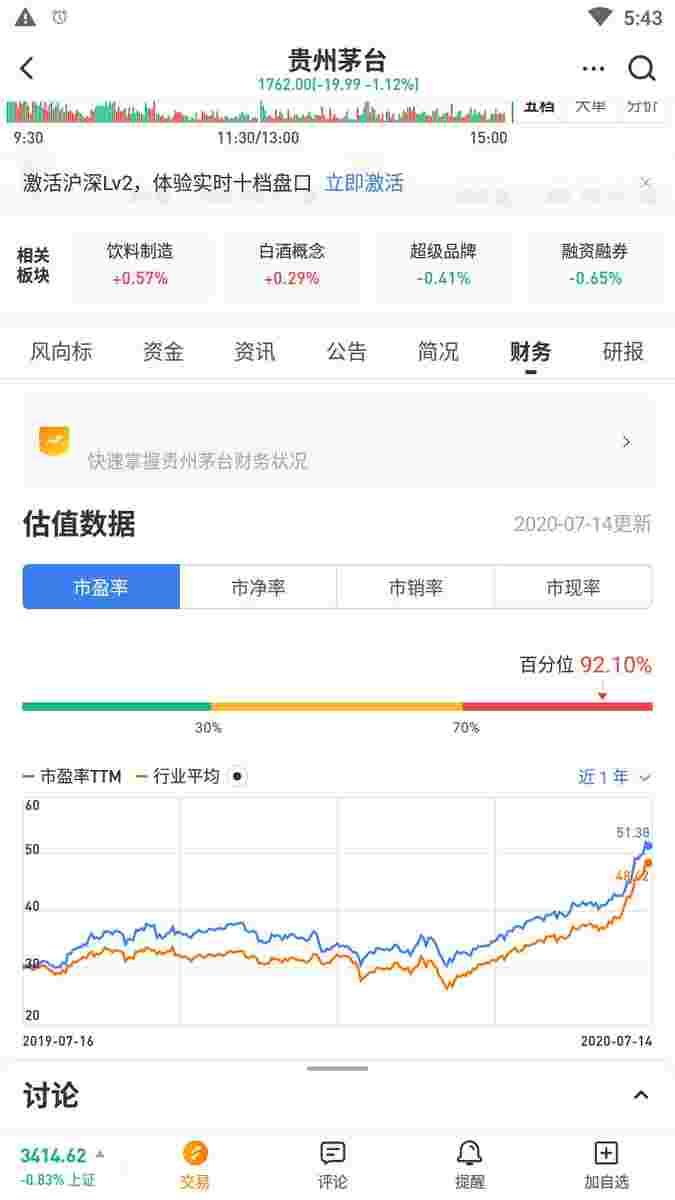 5:43
贵州茅台
1762.00(-19.99 -1.12%)
五档 大单 分价
9:30 11:30/13:00 15:00
激活沪深Lv2，体验实时十档盘口 立即激活
相关板块
饮料制造 白酒概念 超级品牌 融资融券
+0.57% +0.29% -0.41% -0.65%
风向标 资金 资讯 公告 简况 财务 研报
快速掌握贵州茅台财务状况
估值数据 2020-07-14更新
市盈率 市净率 市销率 市现率
百分位 92.10%
30% 70%
市盈率TTM 行业平均 近1年
60
51.38
50
48.62
40
30
20
2019-07-16 2020-07-14
讨论
3414.62
-0.83% 上证
交易 评论 提醒 加自选